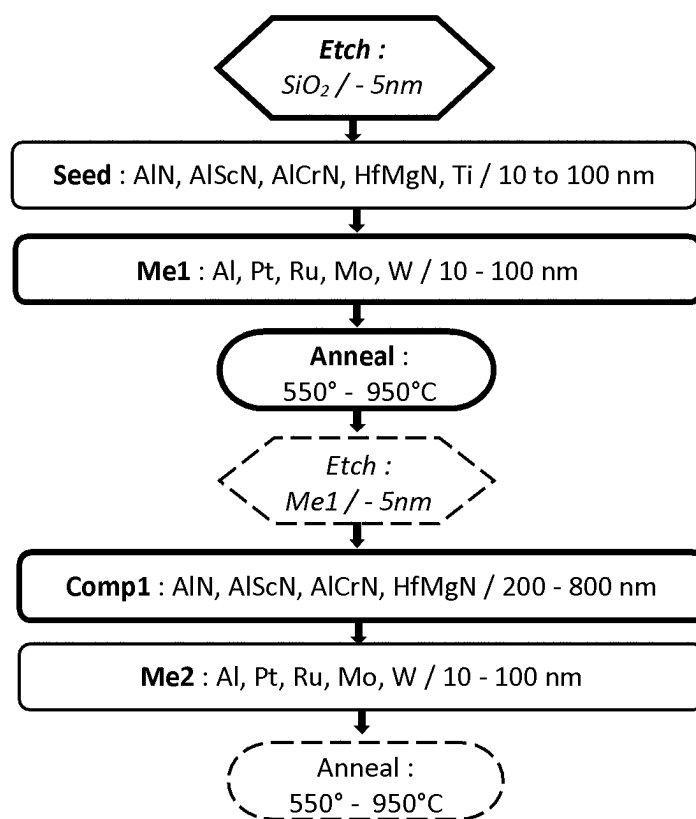 Etch :
SiO₂ / - 5nm
Seed : AlN, AlScN, AlCrN, HfMgN, Ti / 10 to 100 nm
Me1 : Al, Pt, Ru, Mo, W / 10 - 100 nm
Anneal :
550° - 950°C
Etch :
Me1 / - 5nm
Comp1 : AlN, AlScN, AlCrN, HfMgN / 200 - 800 nm
Me2 : Al, Pt, Ru, Mo, W / 10 - 100 nm
Anneal :
550° - 950°C